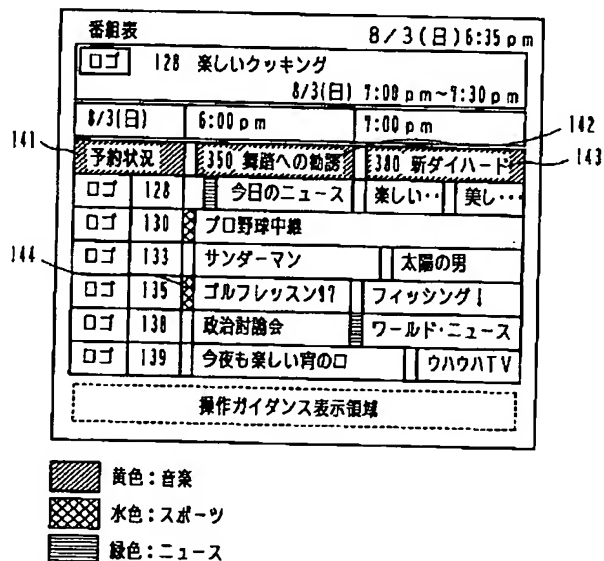 番組表 8/3(日)6:35pm
ロゴ 128 楽しいクッキング
8/3(日) 7:00pm~7:30pm
8/3(日) 6:00pm 7:00pm
141 142
予約状況 350 舞踏への勧誘 380 新ダイハード 143
ロゴ 128 今日のニュース 楽しい・・ 美し・・・
ロゴ 130 プロ野球中継
144
ロゴ 133 サンダーマン 太陽の男
ロゴ 135 ゴルフレッスン97 フィッシング!
ロゴ 138 政治討論会 ワールド・ニュース
ロゴ 139 今夜も楽しい宵の口 ウハウハTV
操作ガイダンス表示領域
黄色:音楽
水色:スポーツ
緑色:ニュース